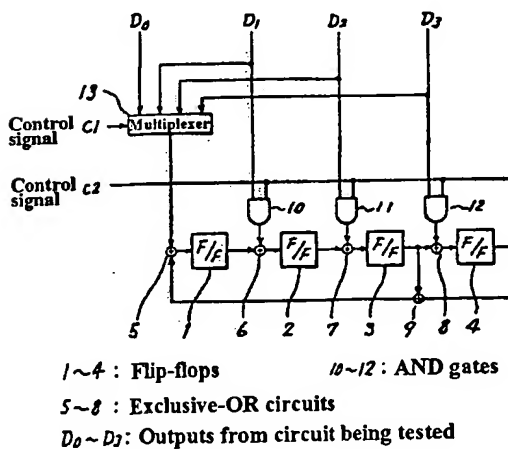 D₀ D₁ D₂ D₃
13
Control signal C1
Multiplexer
Control signal C2
10 11 12
F/F F/F F/F F/F
5 1 6 2 7 3 9 8 4
1~4 : Flip-flops
10~12 : AND gates
5~8 : Exclusive-OR circuits
D₀~D₃: Outputs from circuit being tested